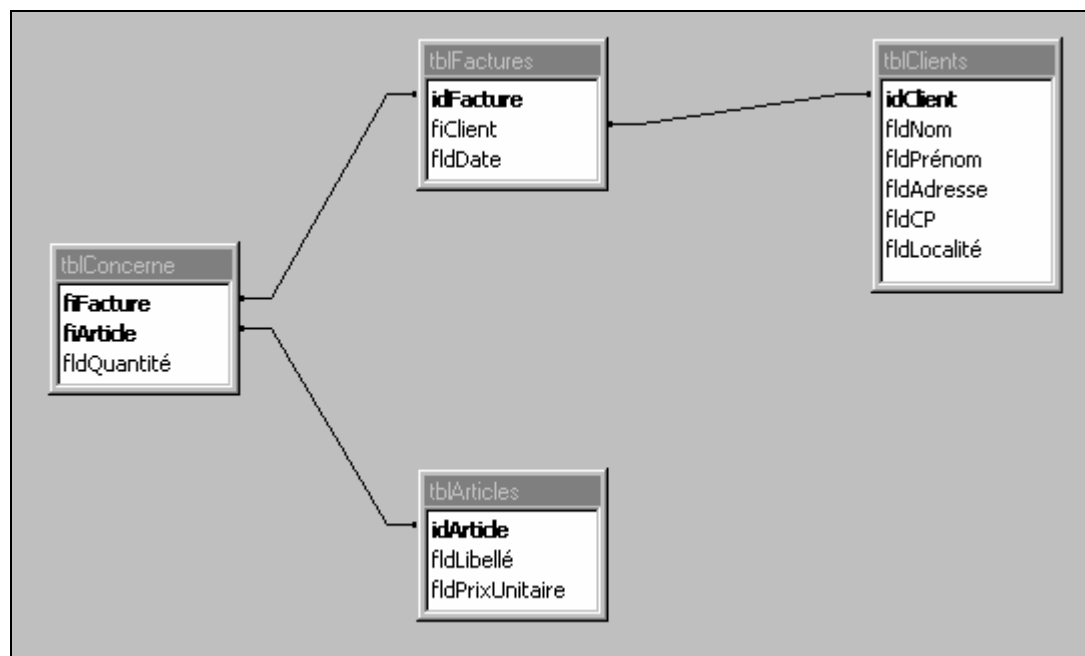 tblFactures
idFacture
fiClient
fldDate
tblClients
idClient
fldNom
fldPrénom
fldAdresse
fldCP
fldLocalité
tblConcerne
fiFacture
fiArticle
fldQuantité
tblArticles
idArticle
fldLibellé
fldPrixUnitaire